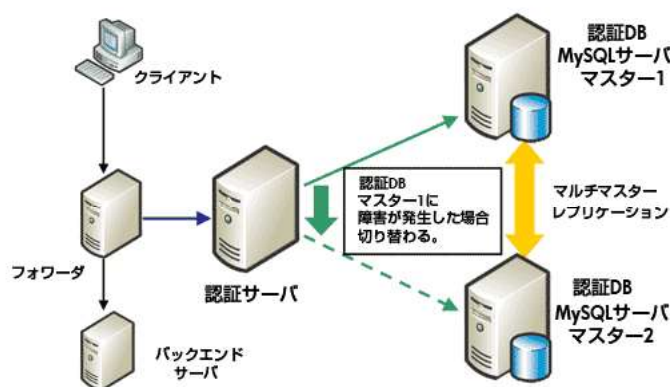 クライアント
認証DB
MySQLサーバ
マスター1
認証DB
マスター1に
障害が発生した場合
切り替わる。
マルチマスター
レプリケーション
フォワーダ
認証サーバ
認証DB
MySQLサーバ
マスター2
バックエンド
サーバ